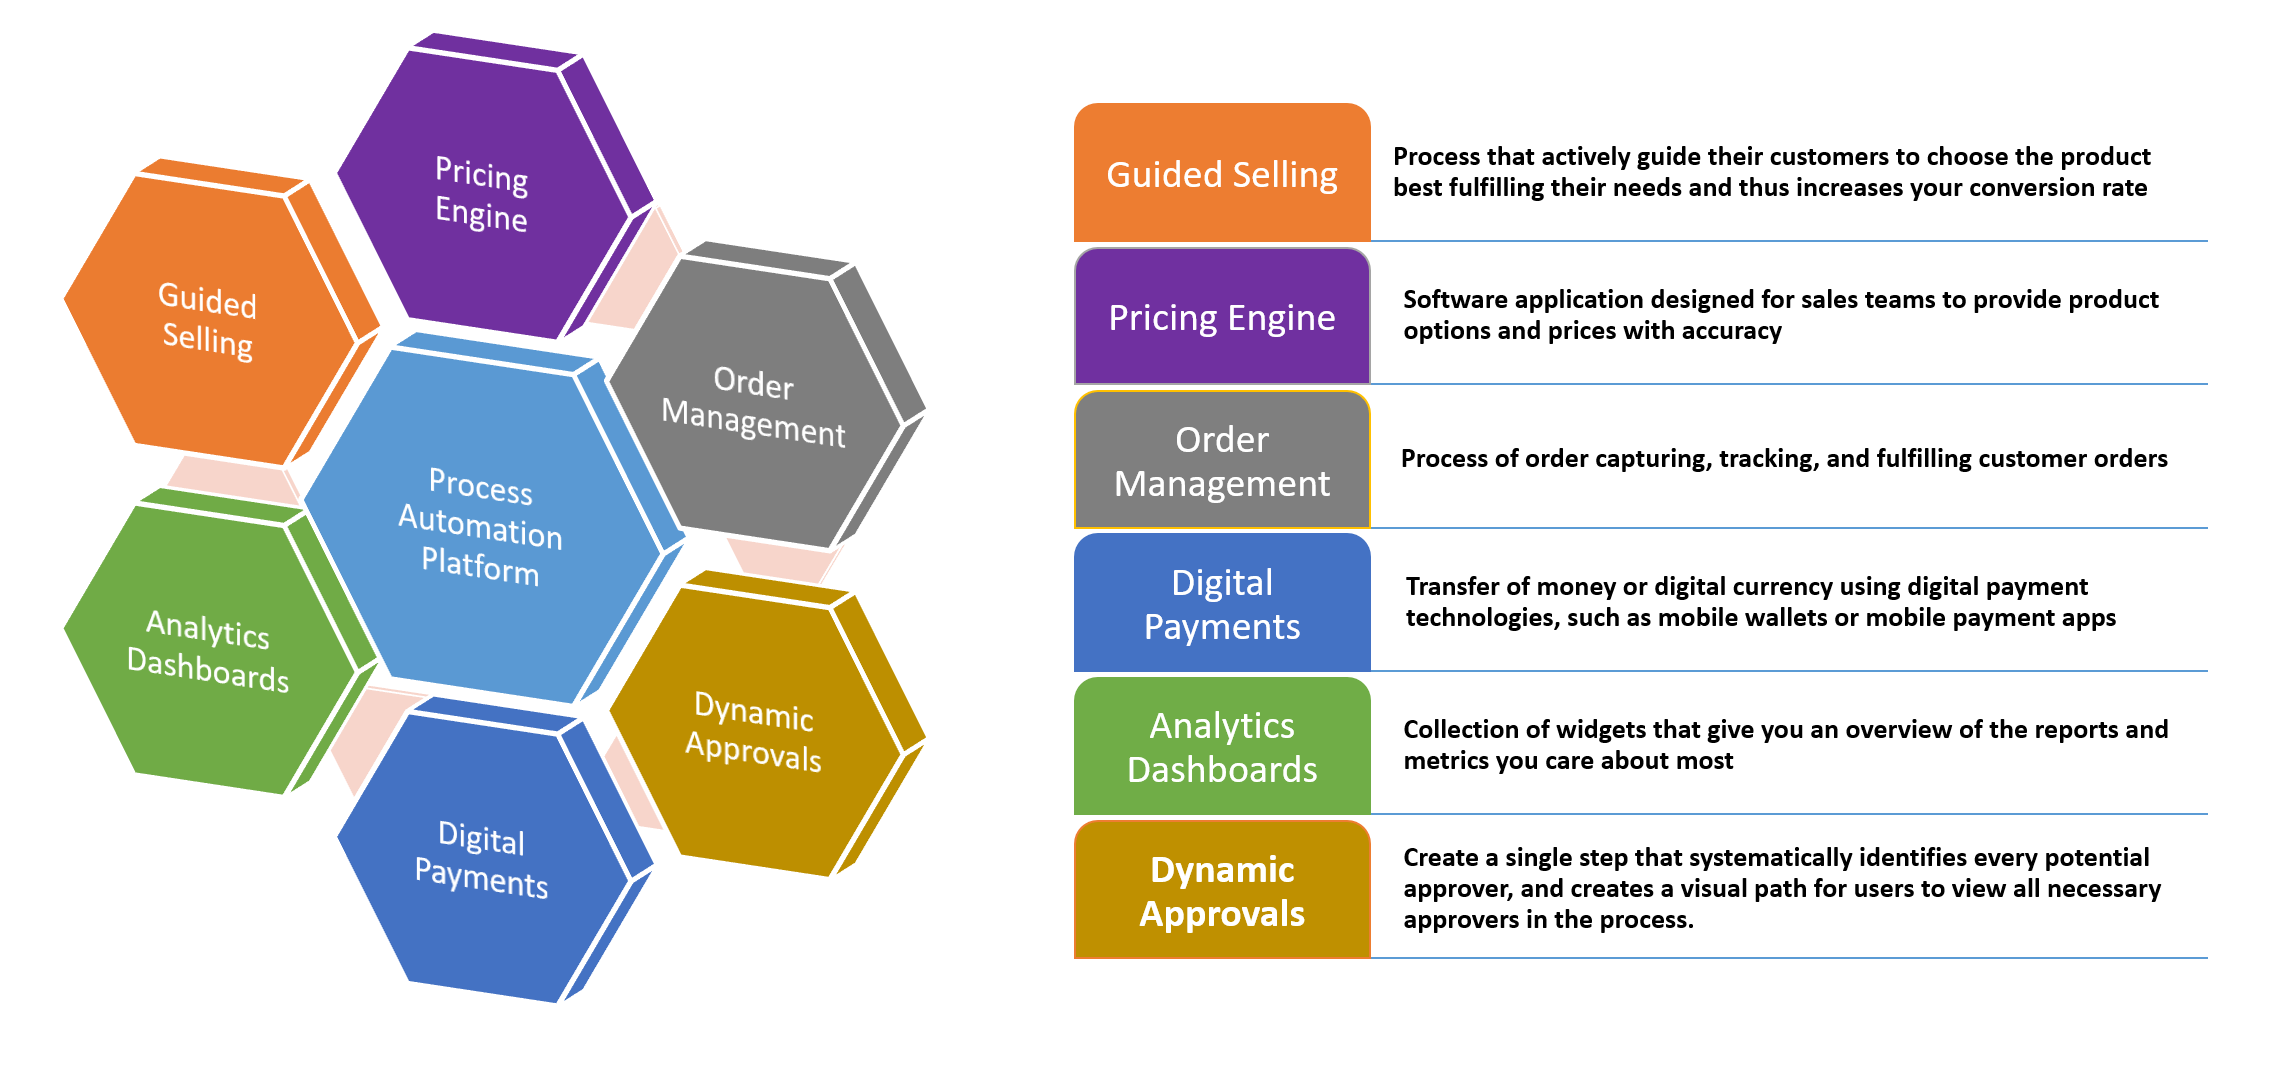 Pricing
Engine
Guided
Selling
Order
Management
Process
Automation
Platform
Analytics
Dashboards
Dynamic
Approvals
Digital
Payments
Guided Selling
Process that actively guide their customers to choose the product
best fulfilling their needs and thus increases your conversion rate
Pricing Engine
Software application designed for sales teams to provide product
options and prices with accuracy
Order
Management
Process of order capturing, tracking, and fulfilling customer orders
Digital
Payments
Transfer of money or digital currency using digital payment
technologies, such as mobile wallets or mobile payment apps
Analytics
Dashboards
Collection of widgets that give you an overview of the reports and
metrics you care about most
Dynamic
Approvals
Create a single step that systematically identifies every potential
approver, and creates a visual path for users to view all necessary
approvers in the process.